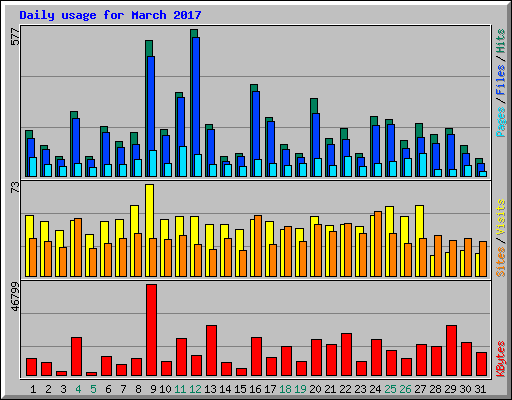 Daily usage for March 2017
577
Pages / Files / Hits
73
Sites / Visits
46799
KBytes
1 2 3 4 5 6 7 8 9 10 11 12 13 14 15 16 17 18 19 20 21 22 23 24 25 26 27 28 29 30 31